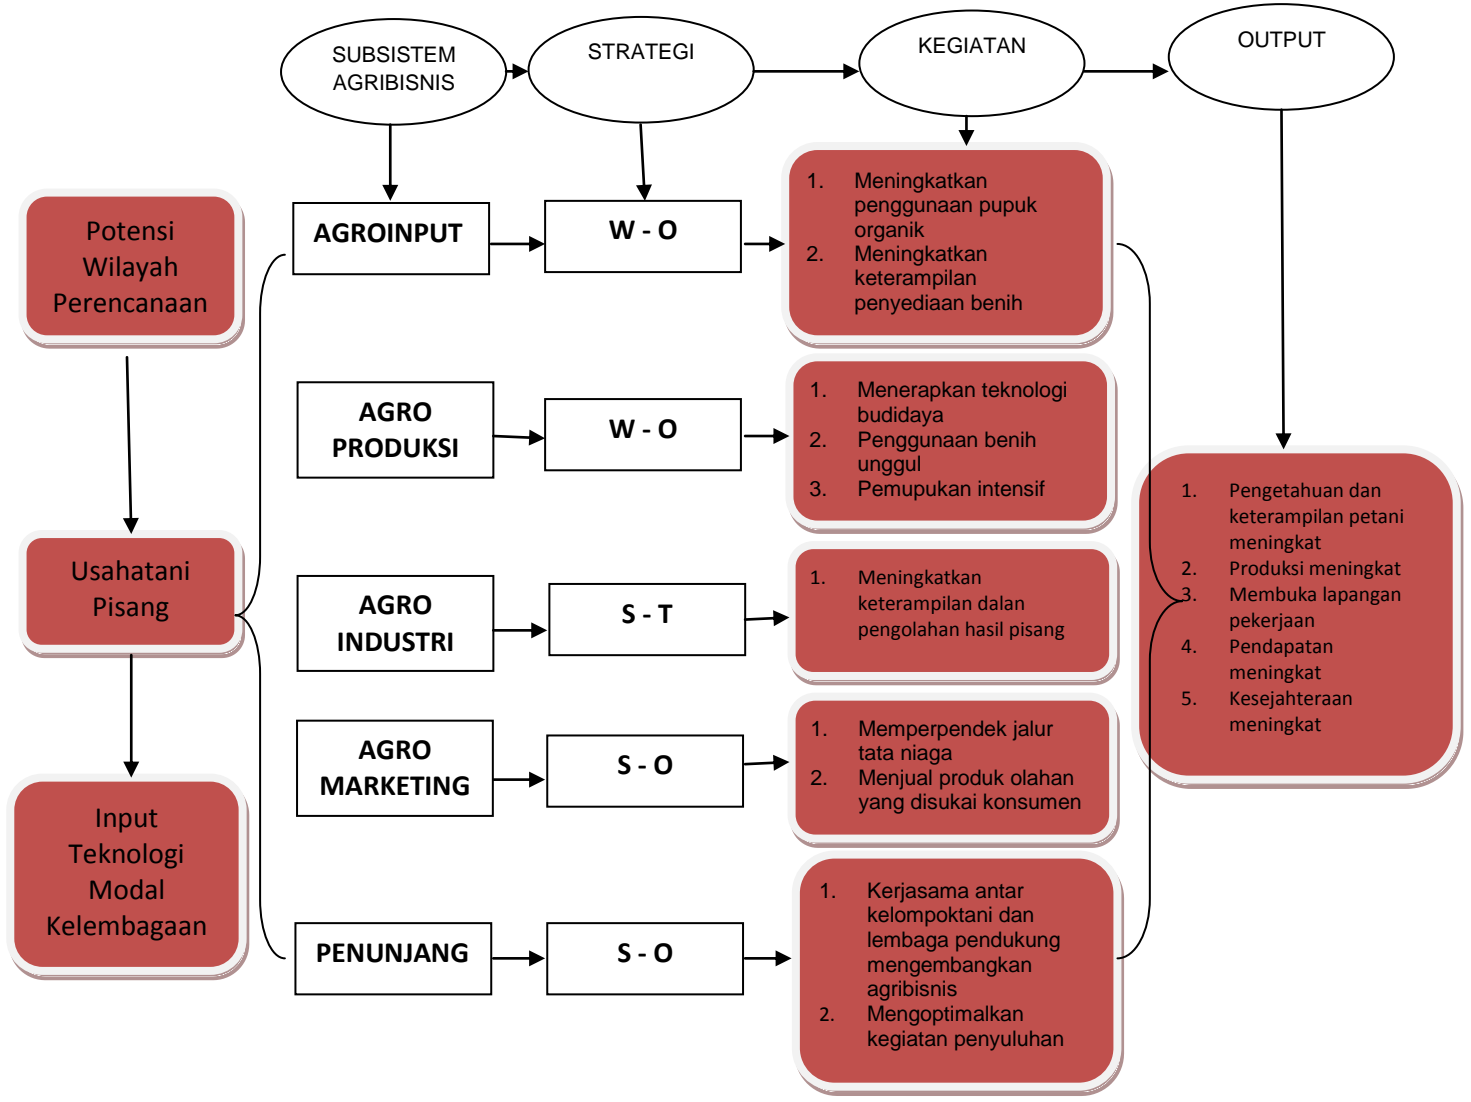 SUBSISTEM
AGRIBISNIS
STRATEGI
KEGIATAN
OUTPUT
Potensi
Wilayah
Perencanaan
Usahatani
Pisang
Input
Teknologi
Modal
Kelembagaan
AGROINPUT
W - O
1. Meningkatkan
penggunaan pupuk
organik
2. Meningkatkan
keterampilan
penyediaan benih
AGRO
PRODUKSI
W - O
1. Menerapkan teknologi
budidaya
2. Penggunaan benih
unggul
3. Pemupukan intensif
AGRO
INDUSTRI
S - T
1. Meningkatkan
keterampilan dalan
pengolahan hasil pisang
AGRO
MARKETING
S - O
1. Memperpendek jalur
tata niaga
2. Menjual produk olahan
yang disukai konsumen
PENUNJANG
S - O
1. Kerjasama antar
kelompoktani dan
lembaga pendukung
mengembangkan
agribisnis
2. Mengoptimalkan
kegiatan penyuluhan
1. Pengetahuan dan
keterampilan petani
meningkat
2. Produksi meningkat
3. Membuka lapangan
pekerjaan
4. Pendapatan
meningkat
5. Kesejahteraan
meningkat